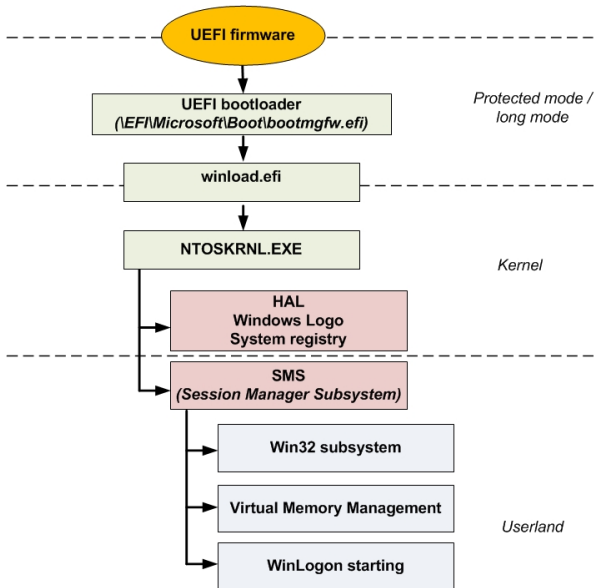 UEFI firmware
UEFI bootloader
(\EFI\Microsoft\Boot\bootmgfw.efi)
Protected mode /
long mode
winload.efi
NTOSKRNL.EXE
Kernel
HAL
Windows Logo
System registry
SMS
(Session Manager Subsystem)
Win32 subsystem
Virtual Memory Management
Userland
WinLogon starting